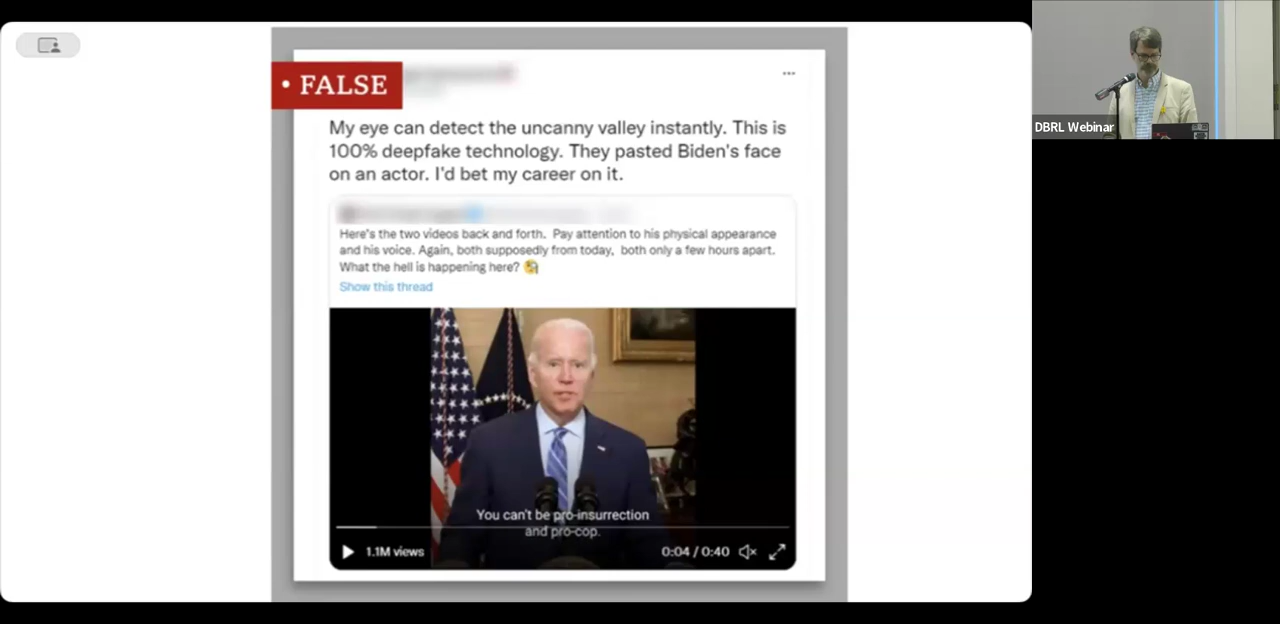 • FALSE
My eye can detect the uncanny valley instantly. This is
100% deepfake technology. They pasted Biden's face
on an actor. I'd bet my career on it.
Here's the two videos back and forth. Pay attention to his physical appearance
and his voice. Again, both supposedly from today, both only a few hours apart.
What the hell is happening here? 🧐
Show this thread
You can't be pro-insurrection
and pro-cop.
1.1M views
0:04 / 0:40
DBRL Webinar